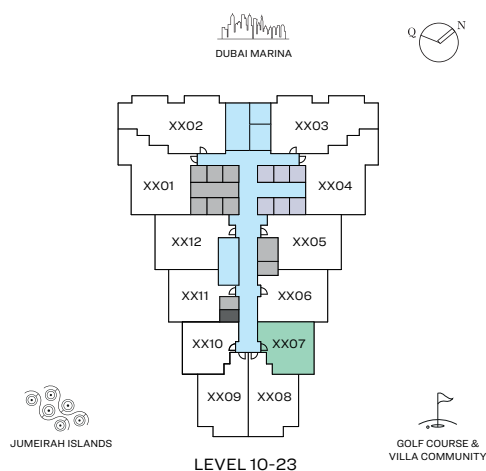 N
Q
DUBAI MARINA
XX02
XX03
XX01
XX04
XX12
XX05
XX11
XX06
XX10
XX07
XX09
XX08
JUMEIRAH ISLANDS
GOLF COURSE &
VILLA COMMUNITY
LEVEL 10-23